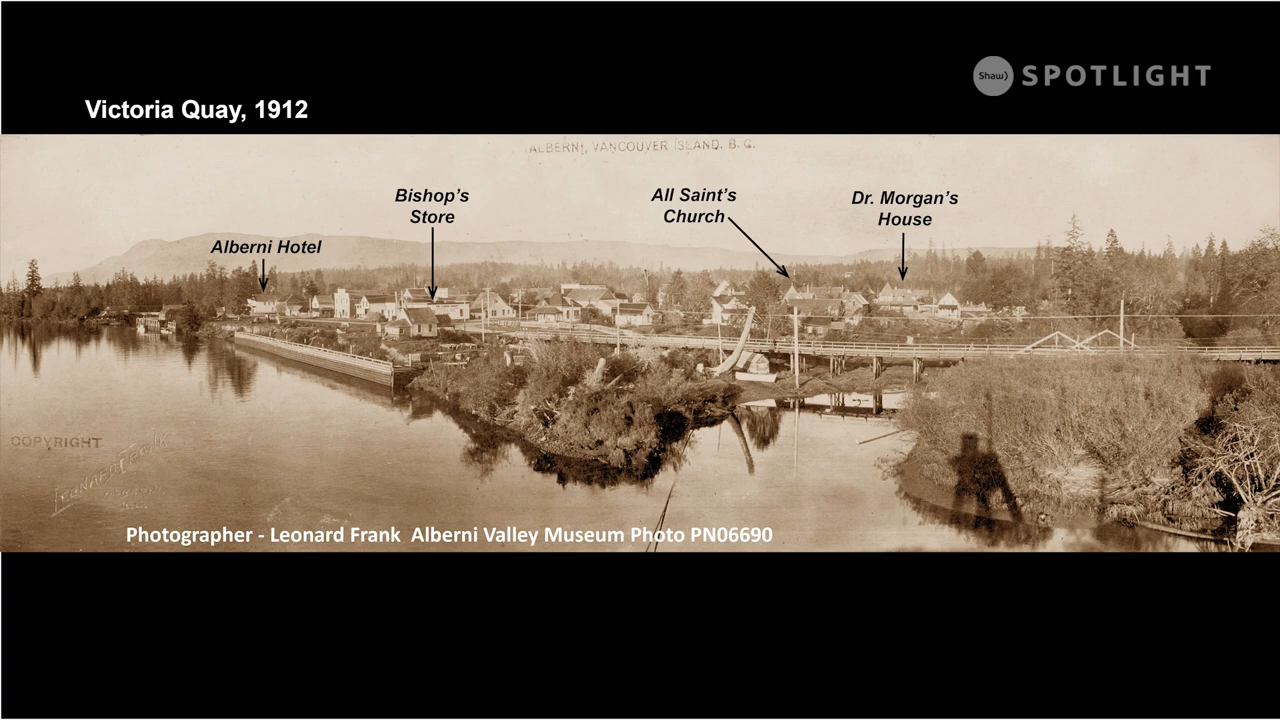 Shaw) SPOTLIGHT
Victoria Quay, 1912
ALBERNI, VANCOUVER ISLAND, B. C.
Bishop's
Store
All Saint's
Church
Dr. Morgan's
House
Alberni Hotel
COPYRIGHT
LEONARD FRANK
Photographer - Leonard Frank  Alberni Valley Museum Photo PN06690